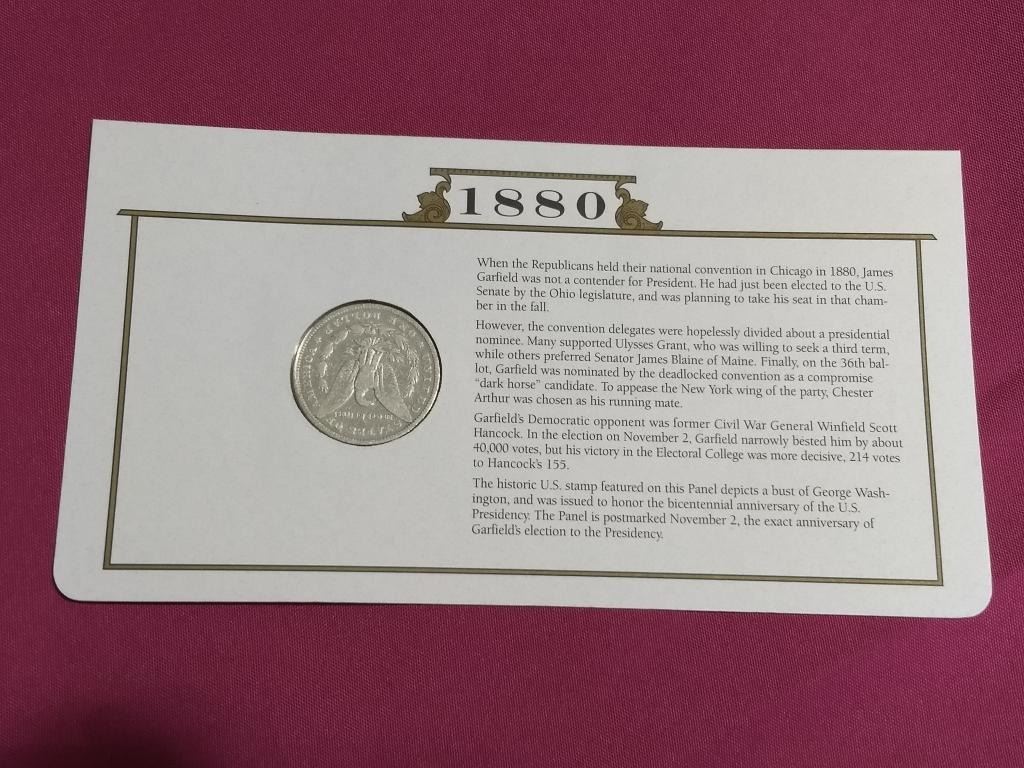 1880
When the Republicans held their national convention in Chicago in 1880, James
Garfield was not a contender for President. He had just been elected to the U.S.
Senate by the Ohio legislature, and was planning to take his seat in that cham-
ber in the fall.
However, the convention delegates were hopelessly divided about a presidential
nominee. Many supported Ulysses Grant, who was willing to seek a third term,
while others preferred Senator James Blaine of Maine. Finally, on the 36th bal-
lot, Garfield was nominated by the deadlocked convention as a compromise
“dark horse” candidate. To appease the New York wing of the party, Chester
Arthur was chosen as his running mate.
Garfield’s Democratic opponent was former Civil War General Winfield Scott
Hancock. In the election on November 2, Garfield narrowly bested him by about
40,000 votes, but his victory in the Electoral College was more decisive, 214 votes
to Hancock’s 155.
The historic U.S. stamp featured on this Panel depicts a bust of George Wash-
ington, and was issued to honor the bicentennial anniversary of the U.S.
Presidency. The Panel is postmarked November 2, the exact anniversary of
Garfield’s election to the Presidency.